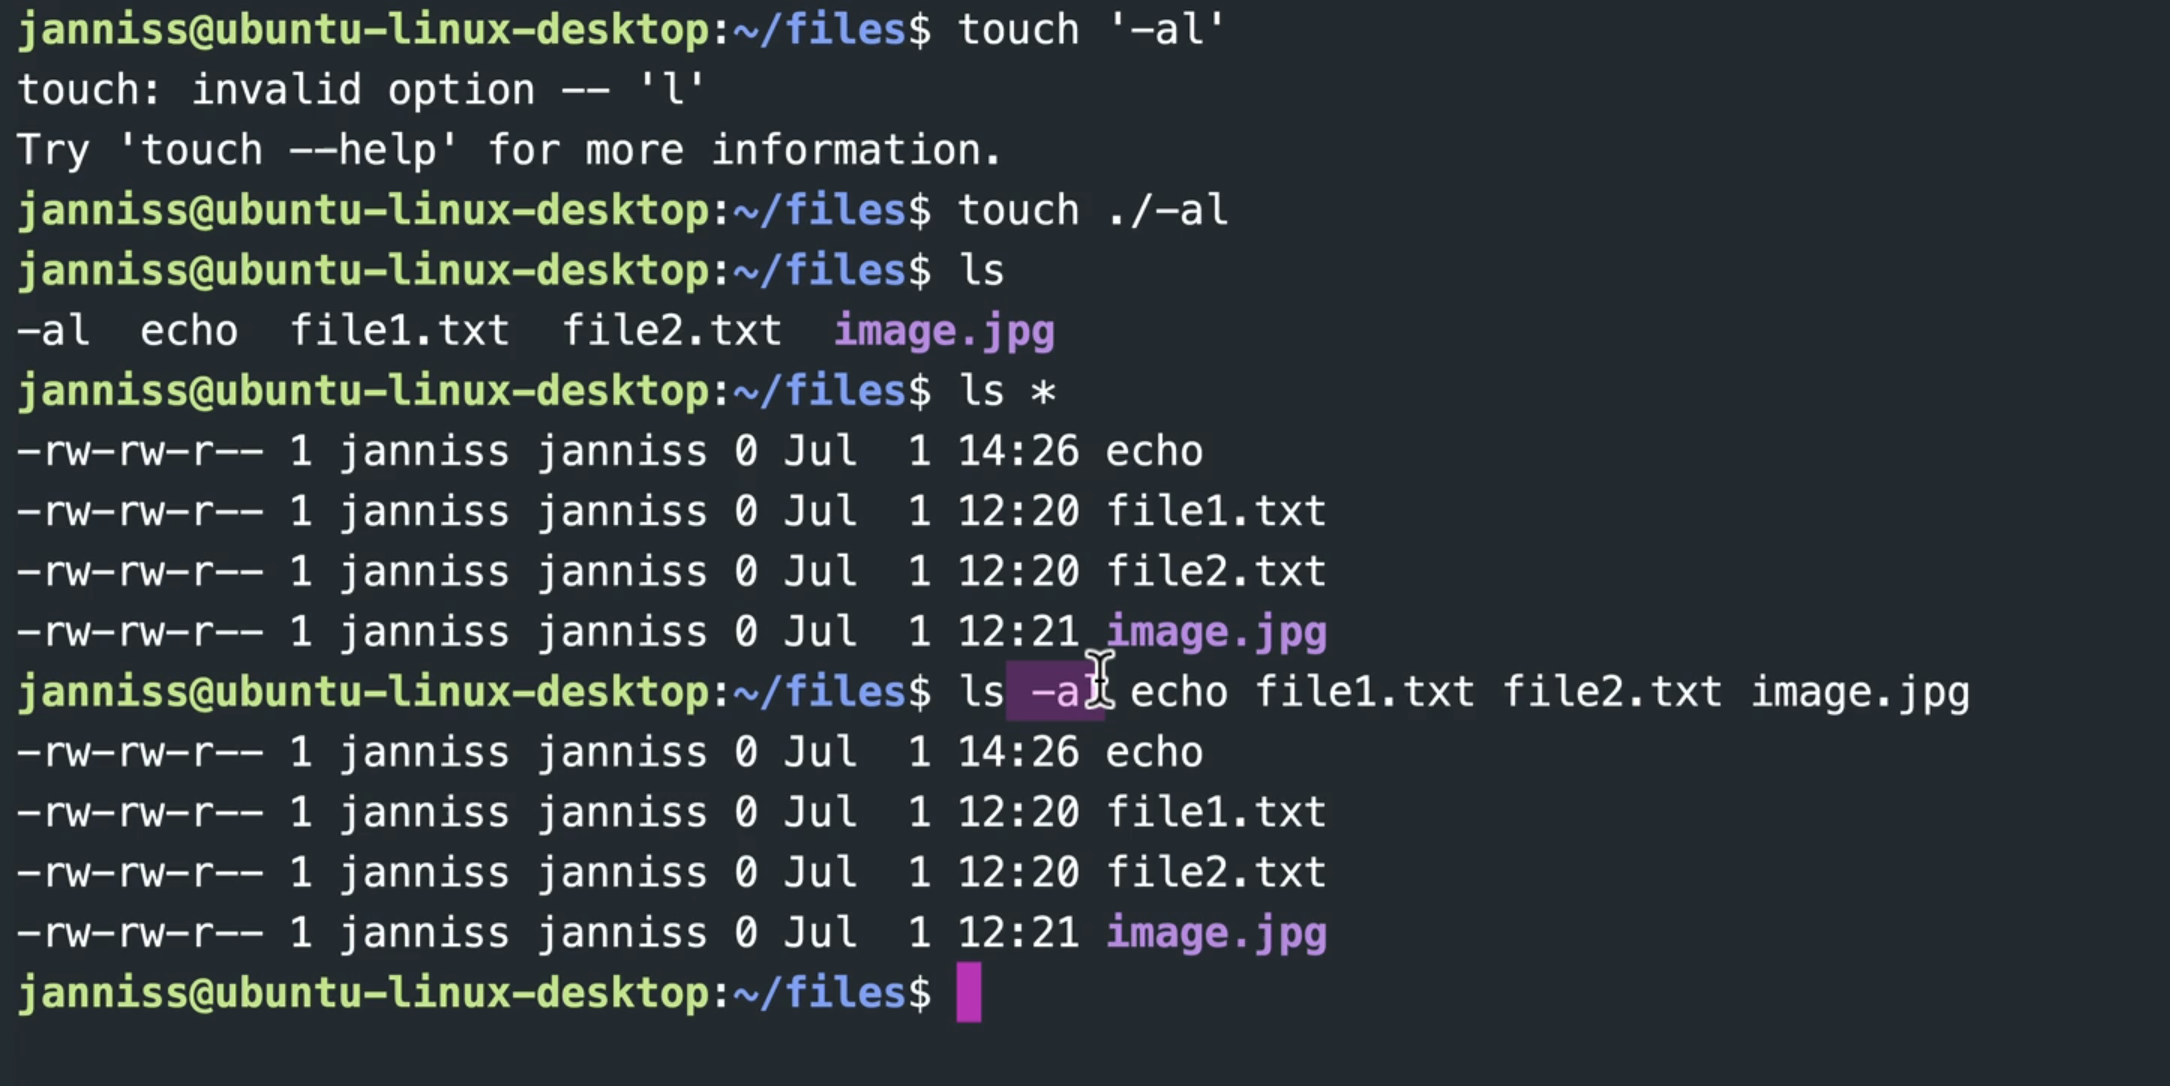 janniss@ubuntu-linux-desktop:~/files$ touch '-al'
touch: invalid option -- 'l'
Try 'touch --help' for more information.
janniss@ubuntu-linux-desktop:~/files$ touch ./-al
janniss@ubuntu-linux-desktop:~/files$ ls
-al  echo  file1.txt  file2.txt  image.jpg
janniss@ubuntu-linux-desktop:~/files$ ls *
-rw-rw-r-- 1 janniss janniss 0 Jul  1 14:26 echo
-rw-rw-r-- 1 janniss janniss 0 Jul  1 12:20 file1.txt
-rw-rw-r-- 1 janniss janniss 0 Jul  1 12:20 file2.txt
-rw-rw-r-- 1 janniss janniss 0 Jul  1 12:21 image.jpg
janniss@ubuntu-linux-desktop:~/files$ ls -al echo file1.txt file2.txt image.jpg
-rw-rw-r-- 1 janniss janniss 0 Jul  1 14:26 echo
-rw-rw-r-- 1 janniss janniss 0 Jul  1 12:20 file1.txt
-rw-rw-r-- 1 janniss janniss 0 Jul  1 12:20 file2.txt
-rw-rw-r-- 1 janniss janniss 0 Jul  1 12:21 image.jpg
janniss@ubuntu-linux-desktop:~/files$